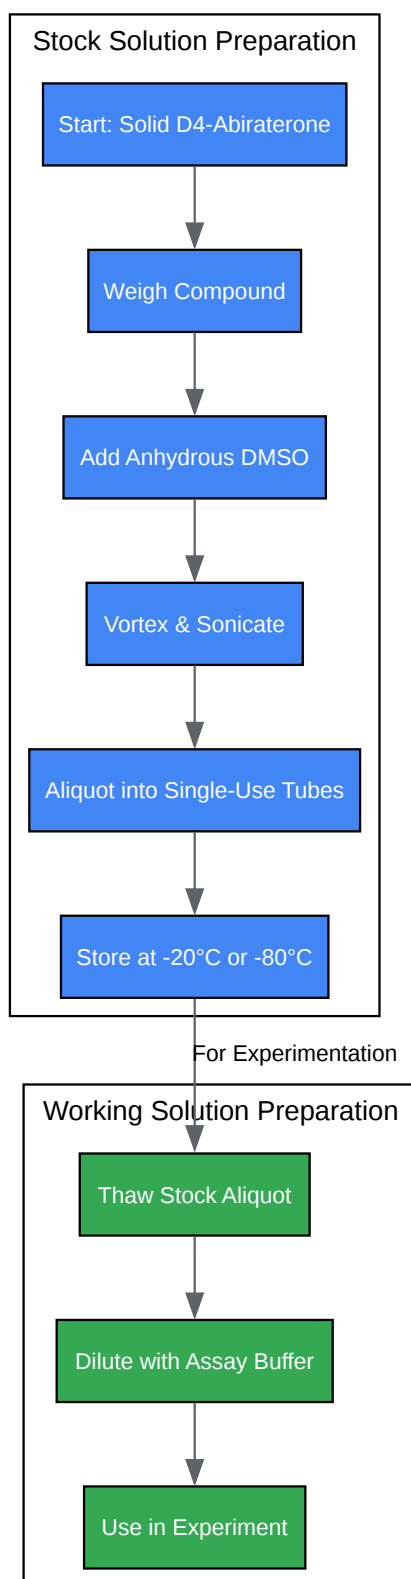 Stock Solution Preparation
Start: Solid D4-Abiraterone
Weigh Compound
Add Anhydrous DMSO
Vortex & Sonicate
Aliquot into Single-Use Tubes
Store at -20°C or -80°C
For Experimentation
Working Solution Preparation
Thaw Stock Aliquot
Dilute with Assay Buffer
Use in Experiment